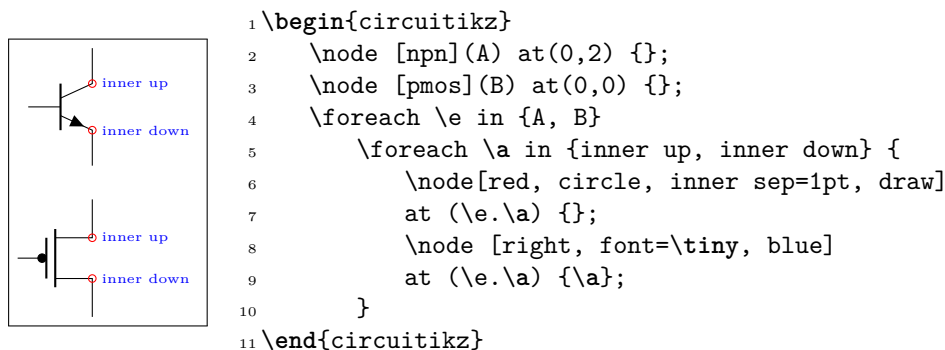 inner up
inner down
inner up
inner down
1 \begin{circuitikz}
2 \node [npn](A) at(0,2) {};
3 \node [pmos](B) at(0,0) {};
4 \foreach \e in {A, B}
5 \foreach \a in {inner up, inner down} {
6 \node[red, circle, inner sep=1pt, draw]
7 at (\e.\a) {};
8 \node [right, font=\tiny, blue]
9 at (\e.\a) {\a};
10 }
11 \end{circuitikz}